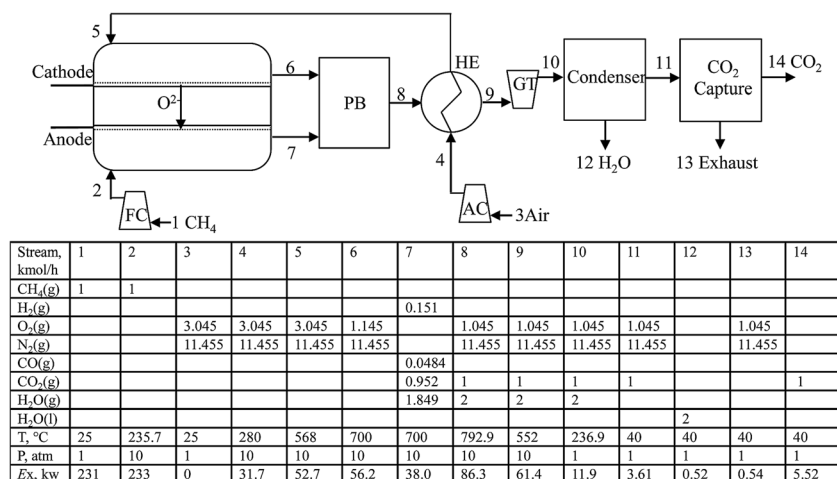 5
Cathode
6
O²⁻
PB
Anode
7
8
HE
9
4
GT
10
Condenser
11
CO₂
Capture
14 CO₂
12 H₂O
13 Exhaust
2
FC
1 CH₄
AC
3Air
Stream, kmol/h 1 2 3 4 5 6 7 8 9 10 11 12 13 14
CH₄(g) 1 1
H₂(g) 0.151
O₂(g) 3.045 3.045 3.045 1.145 1.045 1.045 1.045 1.045 1.045
N₂(g) 11.455 11.455 11.455 11.455 11.455 11.455 11.455 11.455 11.455
CO(g) 0.0484
CO₂(g) 0.952 1 1 1 1 1
H₂O(g) 1.849 2 2 2
H₂O(l) 2
T, °C 25 235.7 25 280 568 700 700 792.9 552 236.9 40 40 40 40
P, atm 1 10 1 10 10 10 10 10 10 1 1 1 1 1
Ex, kw 231 233 0 31.7 52.7 56.2 38.0 86.3 61.4 11.9 3.61 0.52 0.54 5.52